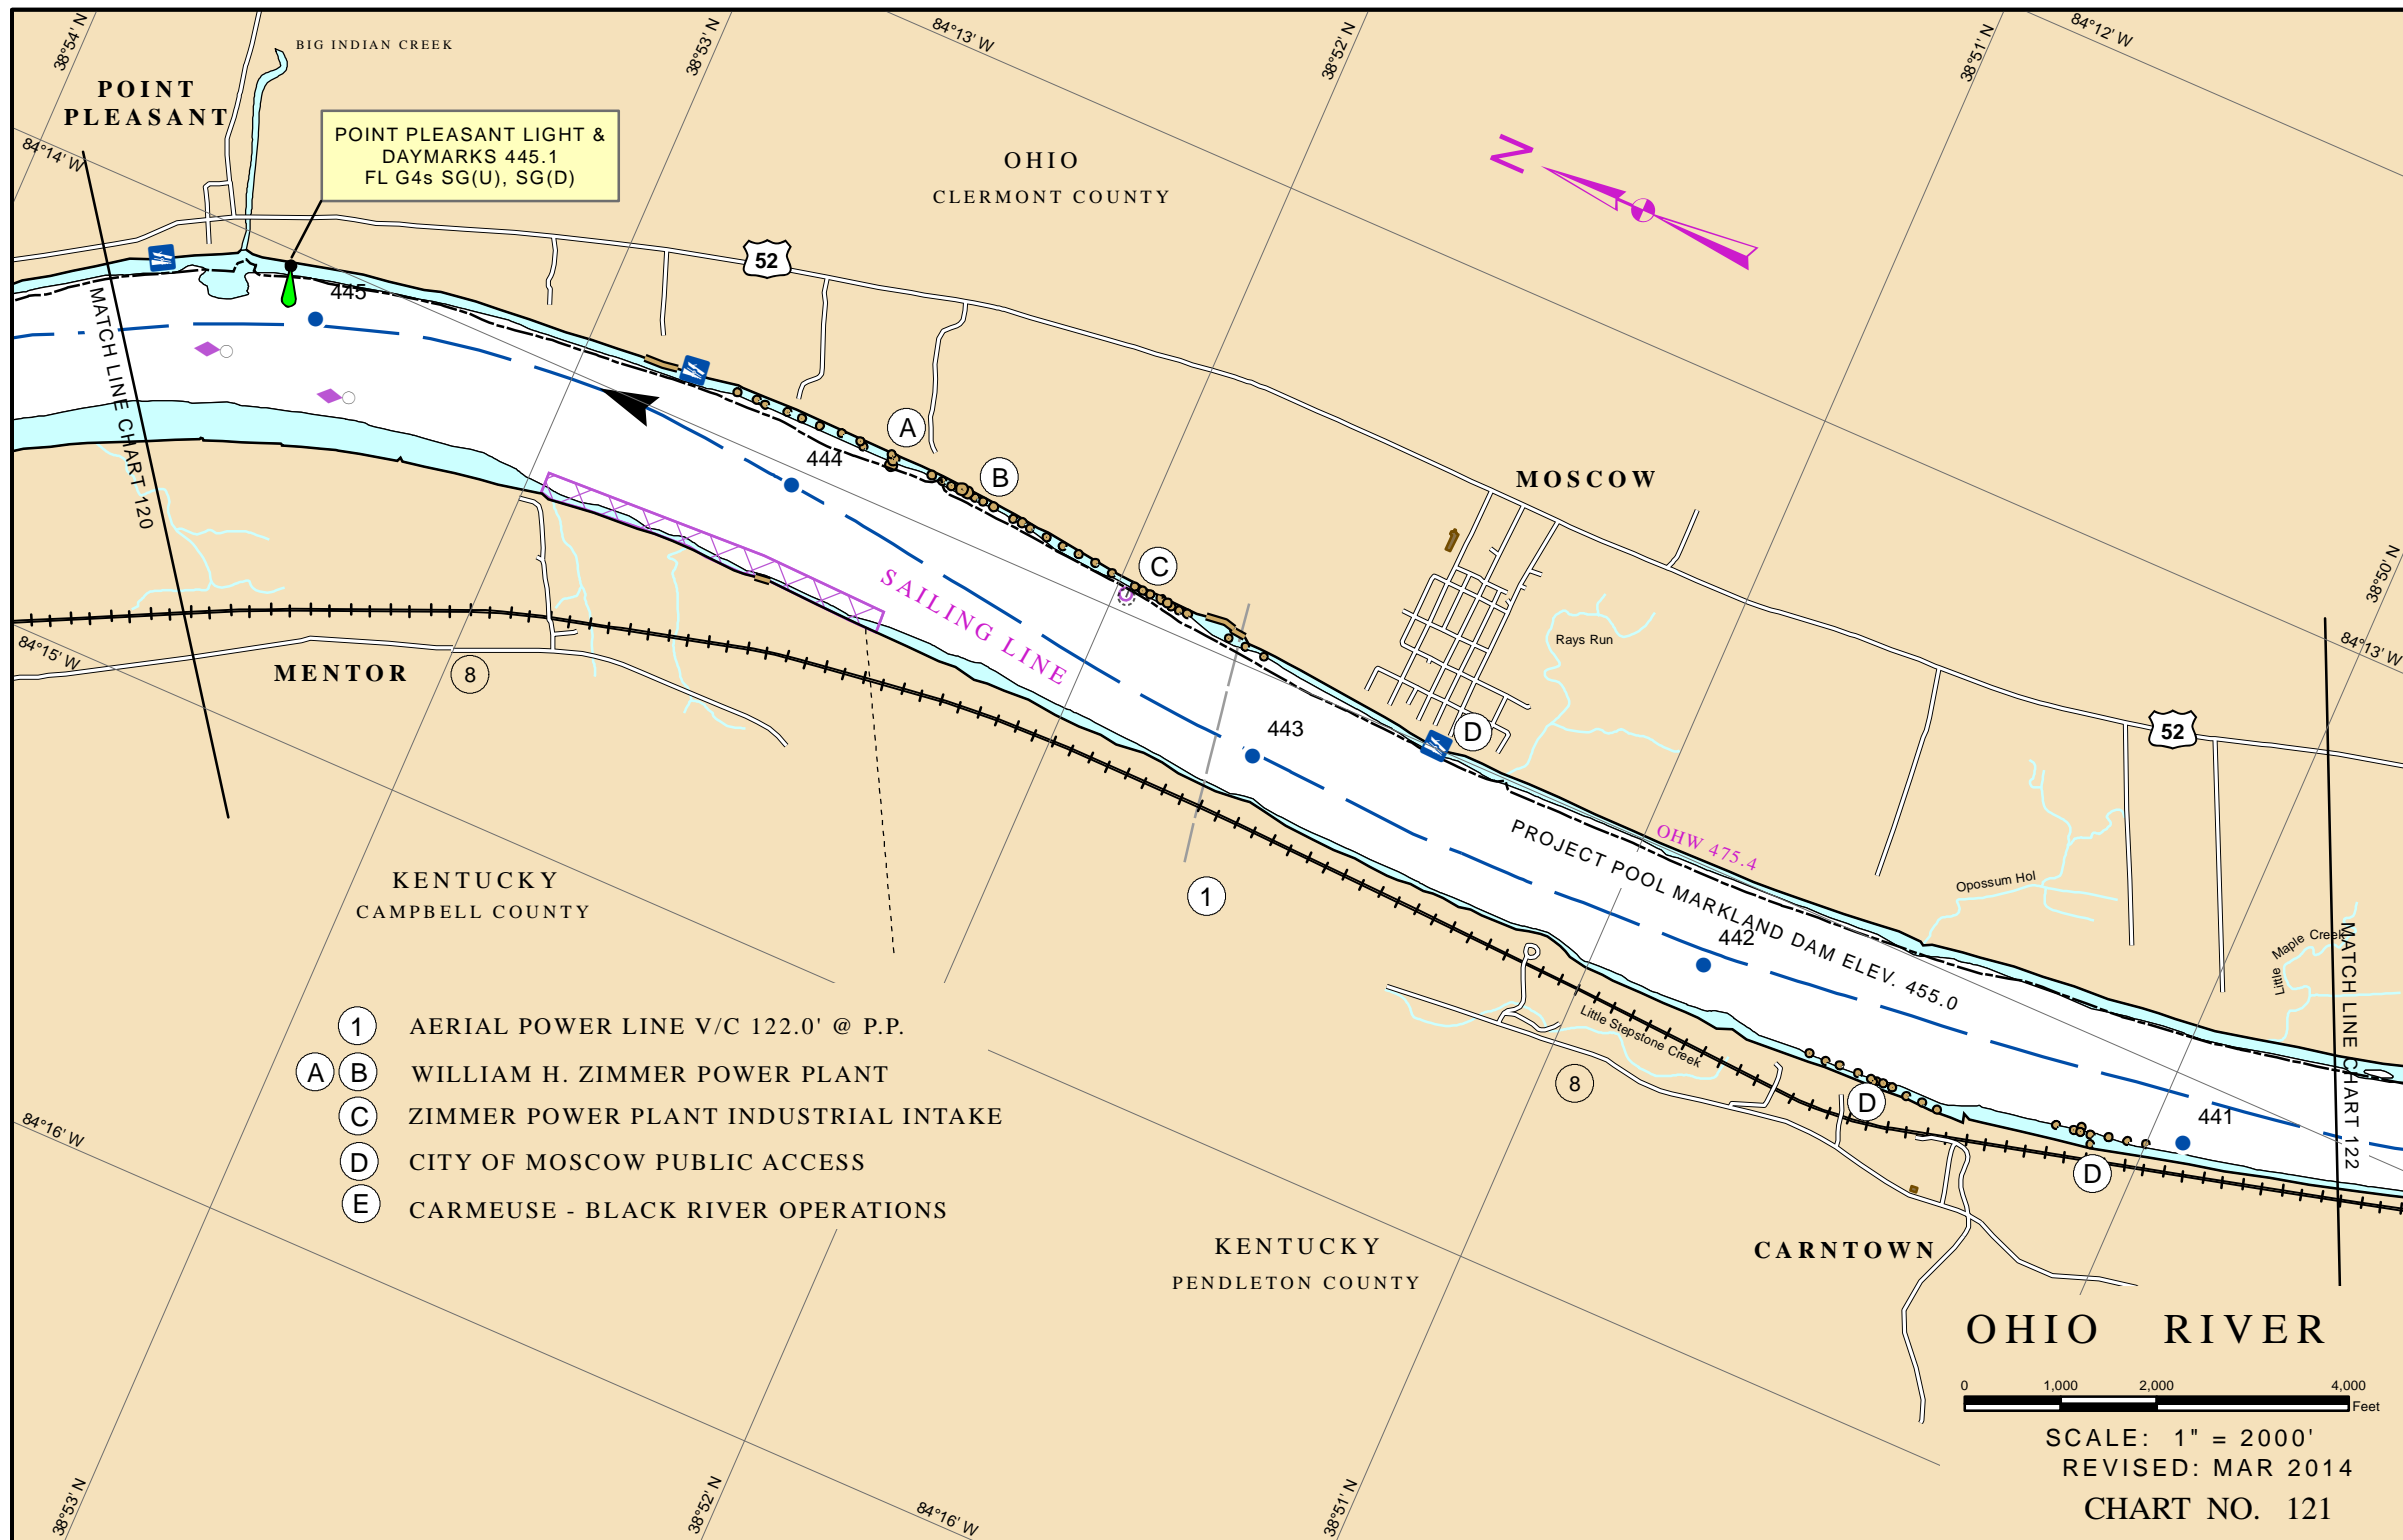 38°54' N
BIG INDIAN CREEK
38°53' N
84°13' W
38°52' N
38°51' N
84°12' W
POINT
PLEASANT
84°14' W
POINT PLEASANT LIGHT &
DAYMARKS 445.1
FL G4s SG(U), SG(D)
OHIO
CLERMONT COUNTY
N
52
445
MATCH LINE CHART 120
A
444
B
MOSCOW
C
SAILING LINE
38°50' N
84°13' W
Rays Run
84°15' W
MENTOR
8
443
D
52
OHW 475.4
PROJECT POOL MARKLAND DAM ELEV. 455.0
KENTUCKY
CAMPBELL COUNTY
1
Opossum Hol
442
Maple Creek
Little
MATCH LINE CHART 122
Little Stepstone Creek
8
D
441
D
1 AERIAL POWER LINE V/C 122.0' @ P.P.
A B WILLIAM H. ZIMMER POWER PLANT
C ZIMMER POWER PLANT INDUSTRIAL INTAKE
D CITY OF MOSCOW PUBLIC ACCESS
E CARMEUSE - BLACK RIVER OPERATIONS
84°16' W
KENTUCKY
PENDLETON COUNTY
CARNTOWN
OHIO RIVER
0 1,000 2,000 4,000
Feet
SCALE: 1" = 2000'
REVISED: MAR 2014
CHART NO. 121
38°53' N
38°52' N
84°16' W
38°51' N